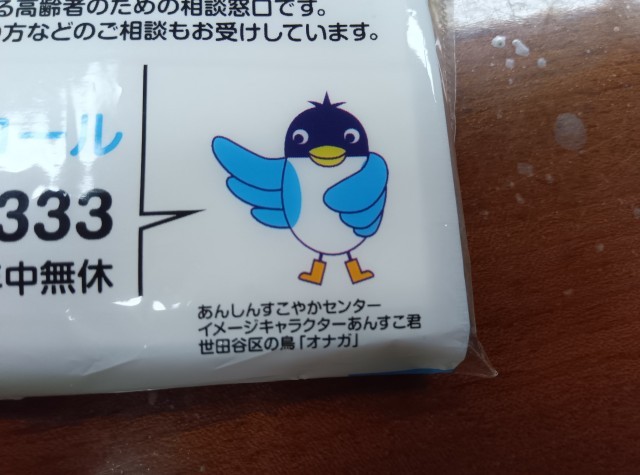 る高齢者のための相談窓口です。
方などのご相談もお受けしています。
コール
333
年中無休
あんしんすこやかセンター
イメージキャラクターあんすこ君
世田谷区の鳥「オナガ」